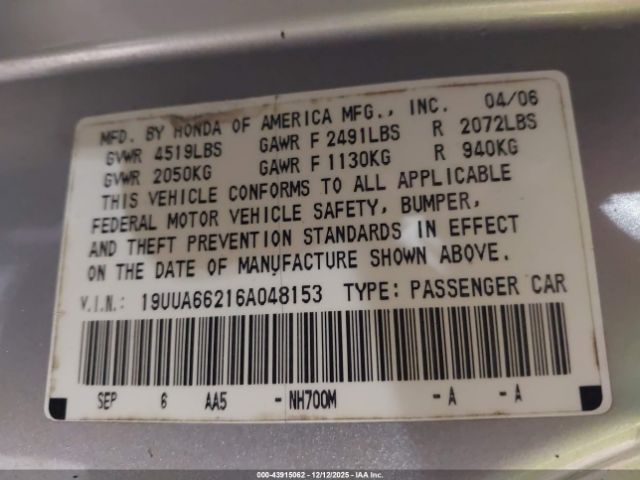 MFD. BY HONDA OF AMERICA MFG., INC. 04/06
GVWR 4519LBS GAWR F 2491LBS R 2072LBS
GVWR 2050KG GAWR F 1130KG R 940KG
THIS VEHICLE CONFORMS TO ALL APPLICABLE
FEDERAL MOTOR VEHICLE SAFETY, BUMPER,
AND THEFT PREVENTION STANDARDS IN EFFECT
ON THE DATE OF MANUFACTURE SHOWN ABOVE.
V.I.N.: 19UUA66216A048153 TYPE: PASSENGER CAR
SEP 6 AA5 - NH700M - A - A
000-43915062 - 12/12/2025 - IAAI Inc.